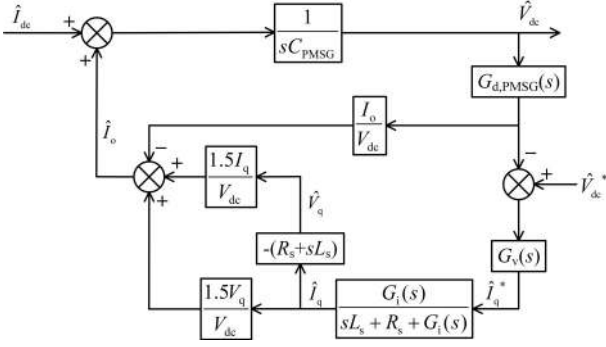 Î_dc
+
+
1
sC_PMSG
V̂_dc
G_d,PMSG(s)
Î_o
−
+
+
I_o
V_dc
1.5I_q
V_dc
V̂_q
−
+
V̂_dc*
-(R_s+sL_s)
G_v(s)
1.5V_q
V_dc
Î_q
G_i(s)
sL_s + R_s + G_i(s)
Î_q*